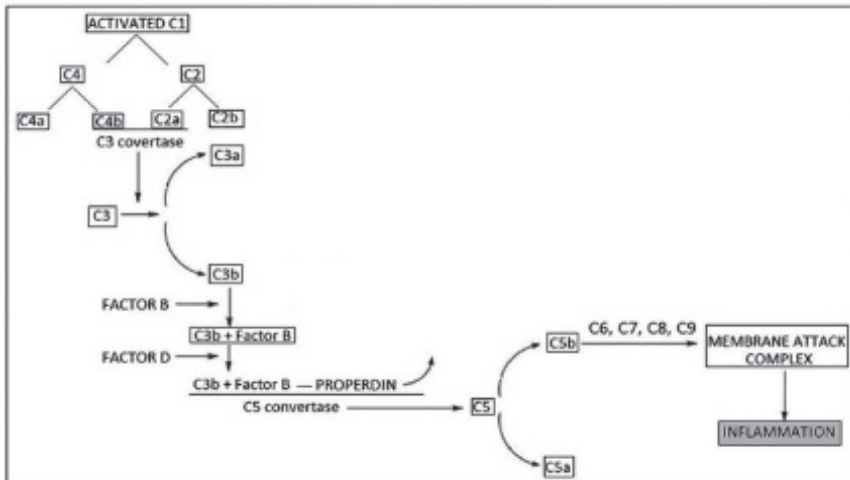 ACTIVATED C1
C4
C2
C4a
C4b
C2a
C2b
C3 covertase
C3a
C3
C3b
FACTOR B
C3b + Factor B
FACTOR D
C3b + Factor B — PROPERDIN
C5 convertase
C5
C5b
C6, C7, C8, C9
MEMBRANE ATTACK
COMPLEX
INFLAMMATION
C5a